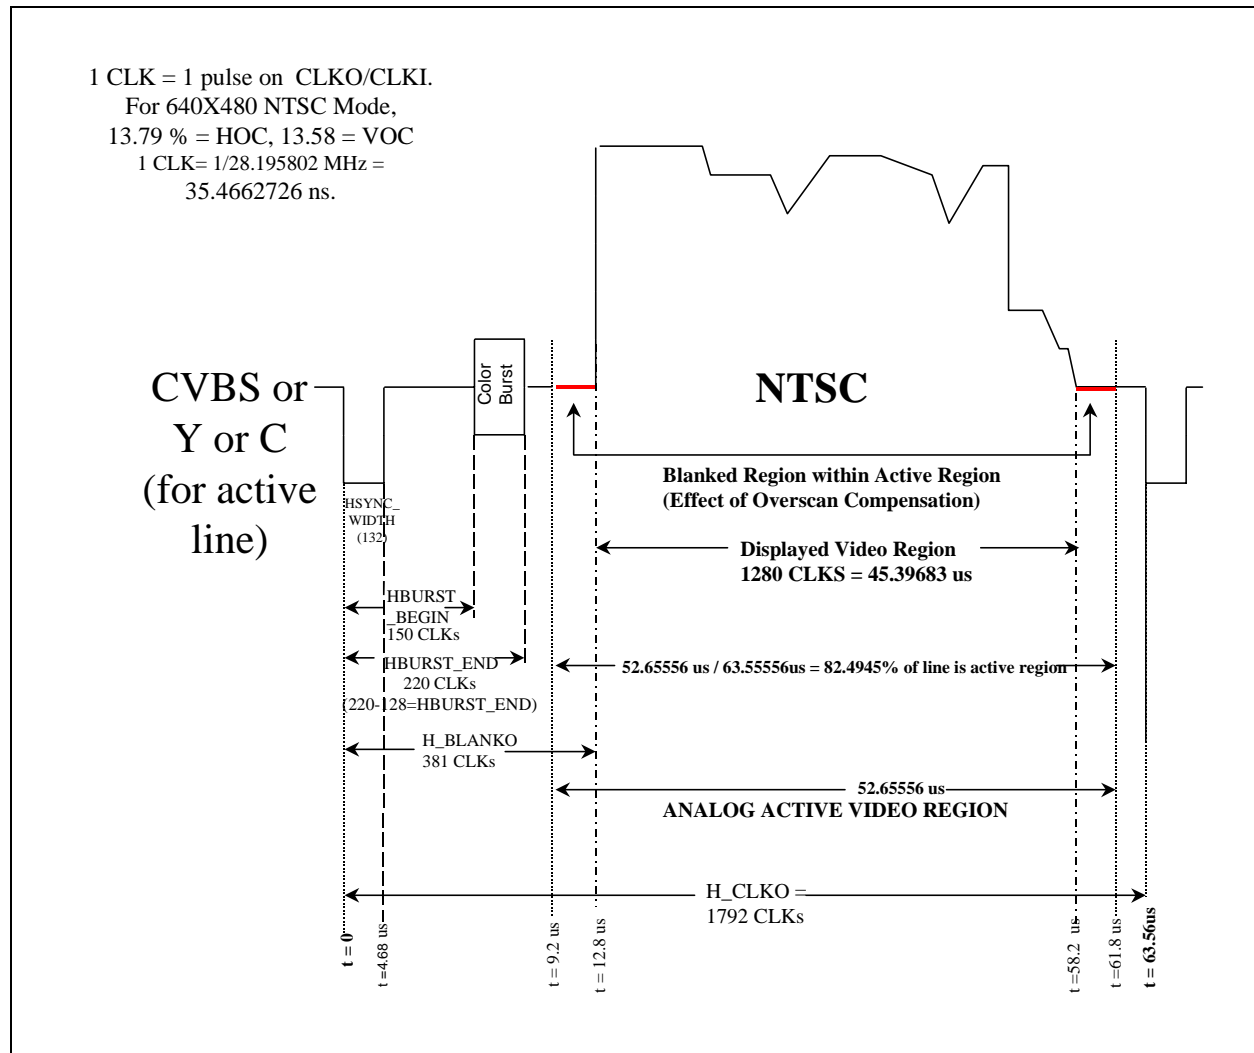 1 CLK = 1 pulse on CLKO/CLKI.
For 640X480 NTSC Mode,
13.79 % = HOC, 13.58 = VOC
1 CLK= 1/28.195802 MHz =
35.4662726 ns.
CVBS or
Y or C
(for active
line)
Color
Burst
NTSC
Blanked Region within Active Region
(Effect of Overscan Compensation)
HSYNC_
WIDTH
(132)
Displayed Video Region
1280 CLKS = 45.39683 us
HBURST
_BEGIN
150 CLKs
HBURST_END
220 CLKs
(220-128=HBURST_END)
52.65556 us / 63.55556us = 82.4945% of line is active region
H_BLANKO
381 CLKs
52.65556 us
ANALOG ACTIVE VIDEO REGION
H_CLKO =
1792 CLKs
t = 0
t =4.68 us
t = 9.2 us
t = 12.8 us
t =58.2 us
t =61.8 us
t = 63.56us